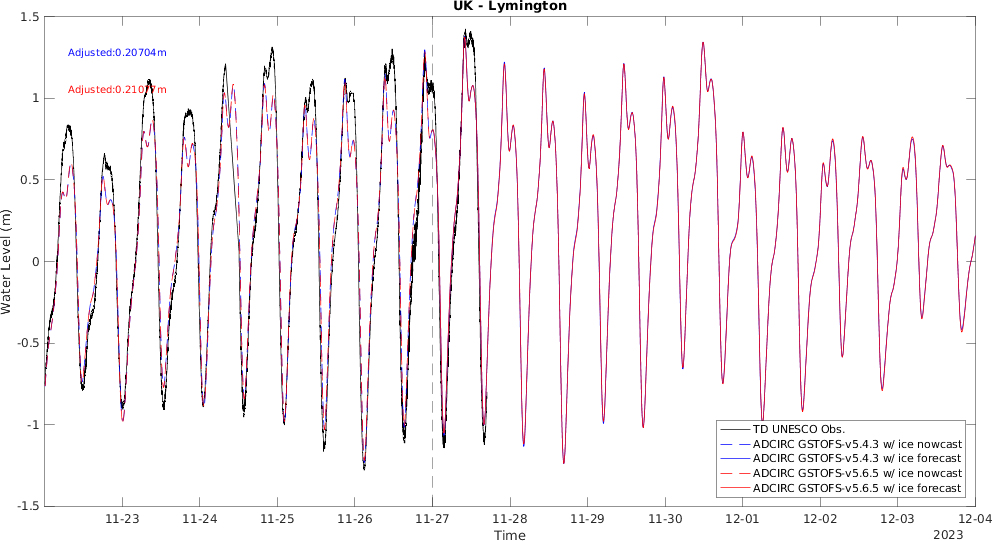 UK - Lymington
1.5
1
0.5
0
-0.5
-1
-1.5
Water Level (m)
Adjusted:0.20704m
11-23
11-24
11-25
11-26
11-27
11-28
11-29
11-30
12-01
12-02
12-03
12-04
Time
2023
TD UNESCO Obs.
ADCIRC GSTOFS-v5.4.3 w/ ice nowcast
ADCIRC GSTOFS-v5.4.3 w/ ice forecast
ADCIRC GSTOFS-v5.6.5 w/ ice nowcast
ADCIRC GSTOFS-v5.6.5 w/ ice forecast